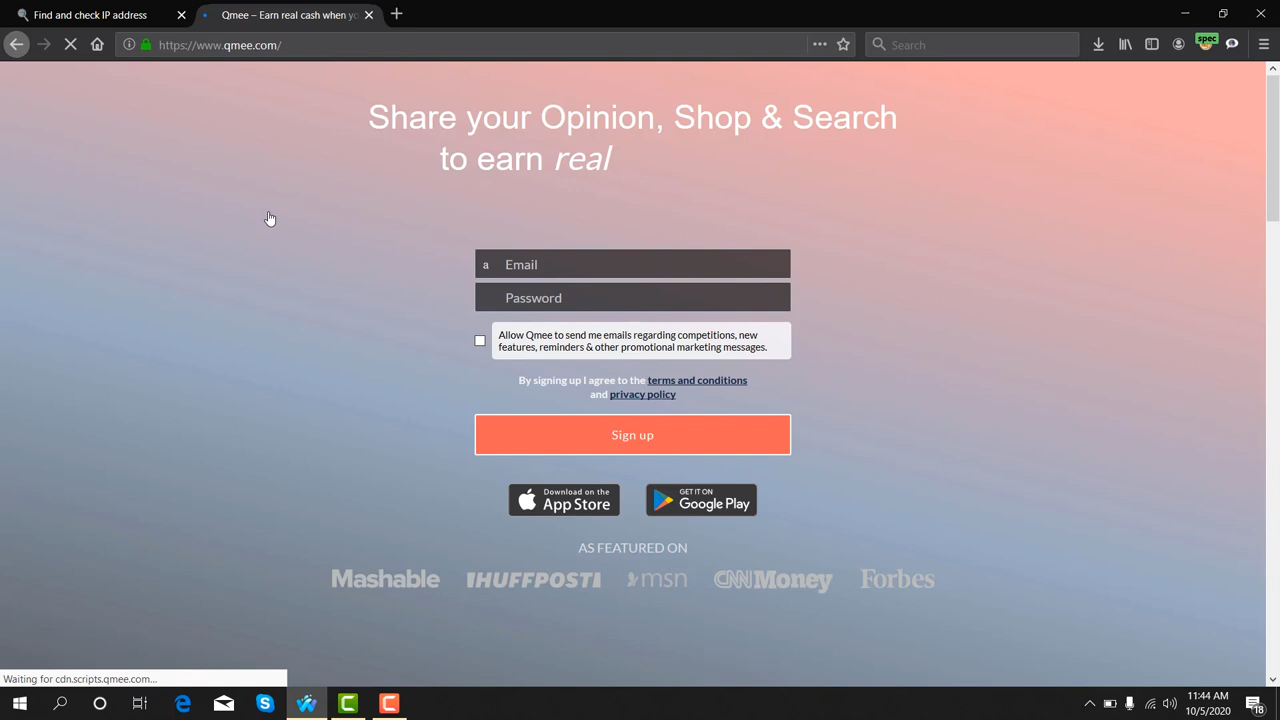 Find and check IP address
Qmee – Earn real cash when yo
https://www.qmee.com/
Search
spec
Share your Opinion, Shop & Search
to earn real
a Email
Password
Allow Qmee to send me emails regarding competitions, new
features, reminders & other promotional marketing messages.
By signing up I agree to the terms and conditions
and privacy policy
Sign up
Download on the
App Store
GET IT ON
Google Play
AS FEATURED ON
Mashable
HUFFPOST
msn
CNNMoney
Forbes
Waiting for cdn.scripts.qmee.com...
11:44 AM
10/5/2020
18